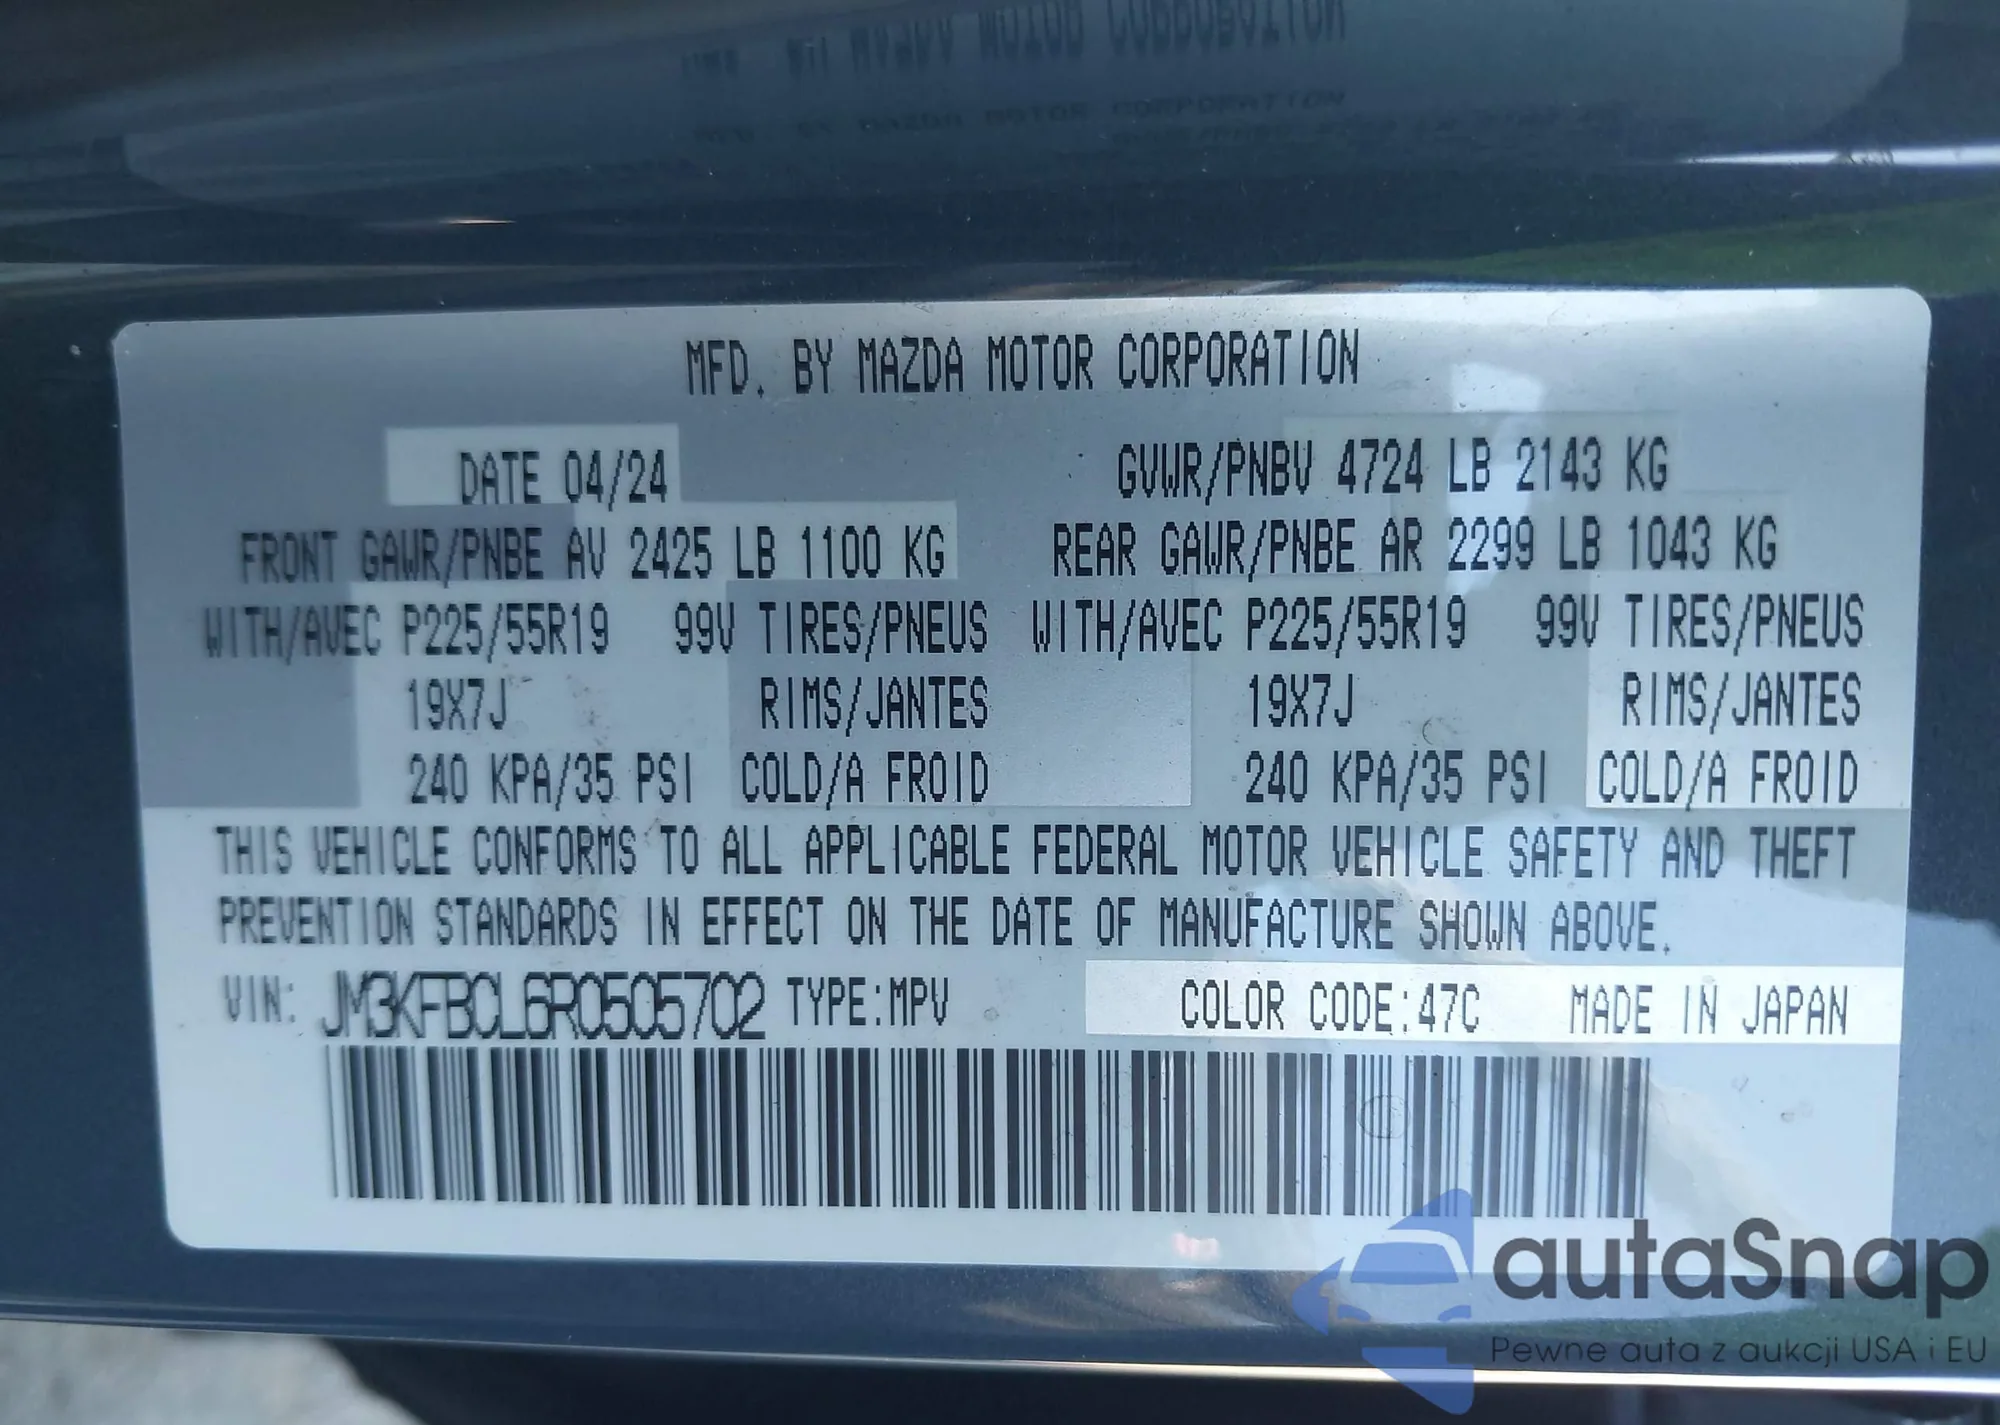 MFD. BY MAZDA MOTOR CORPORATION
DATE 04/24 GVWR/PNBV 4724 LB 2143 KG
FRONT GAWR/PNBE AV 2425 LB 1100 KG REAR GAWR/PNBE AR 2299 LB 1043 KG
WITH/AVEC P225/55R19 99V TIRES/PNEUS WITH/AVEC P225/55R19 99V TIRES/PNEUS
19X7J RIMS/JANTES 19X7J RIMS/JANTES
240 KPA/35 PSI COLD/A FROID 240 KPA/35 PSI COLD/A FROID
THIS VEHICLE CONFORMS TO ALL APPLICABLE FEDERAL MOTOR VEHICLE SAFETY AND THEFT
PREVENTION STANDARDS IN EFFECT ON THE DATE OF MANUFACTURE SHOWN ABOVE.
VIN: JM3KFBCL6R0505702 TYPE:MPV COLOR CODE:47C MADE IN JAPAN
autaSnap
Pewne auta z aukcji USA i EU